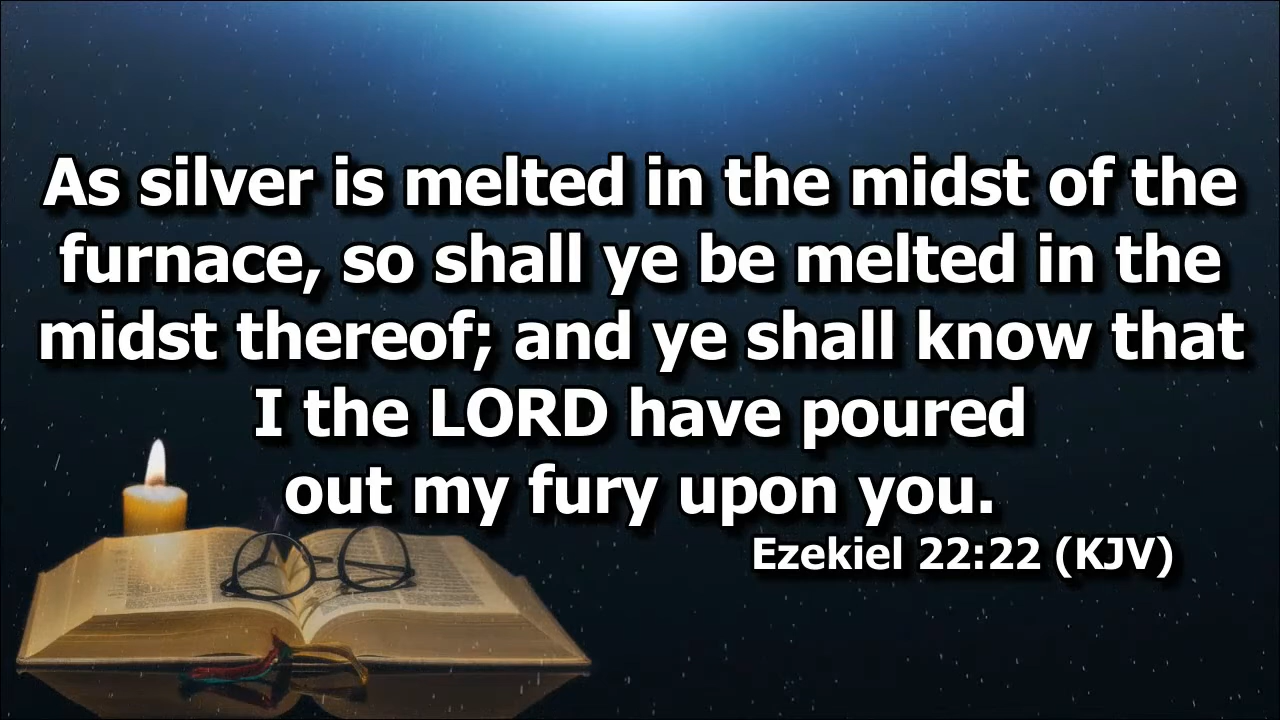 As silver is melted in the midst of the
furnace, so shall ye be melted in the
midst thereof; and ye shall know that
I the LORD have poured
out my fury upon you.
Ezekiel 22:22 (KJV)